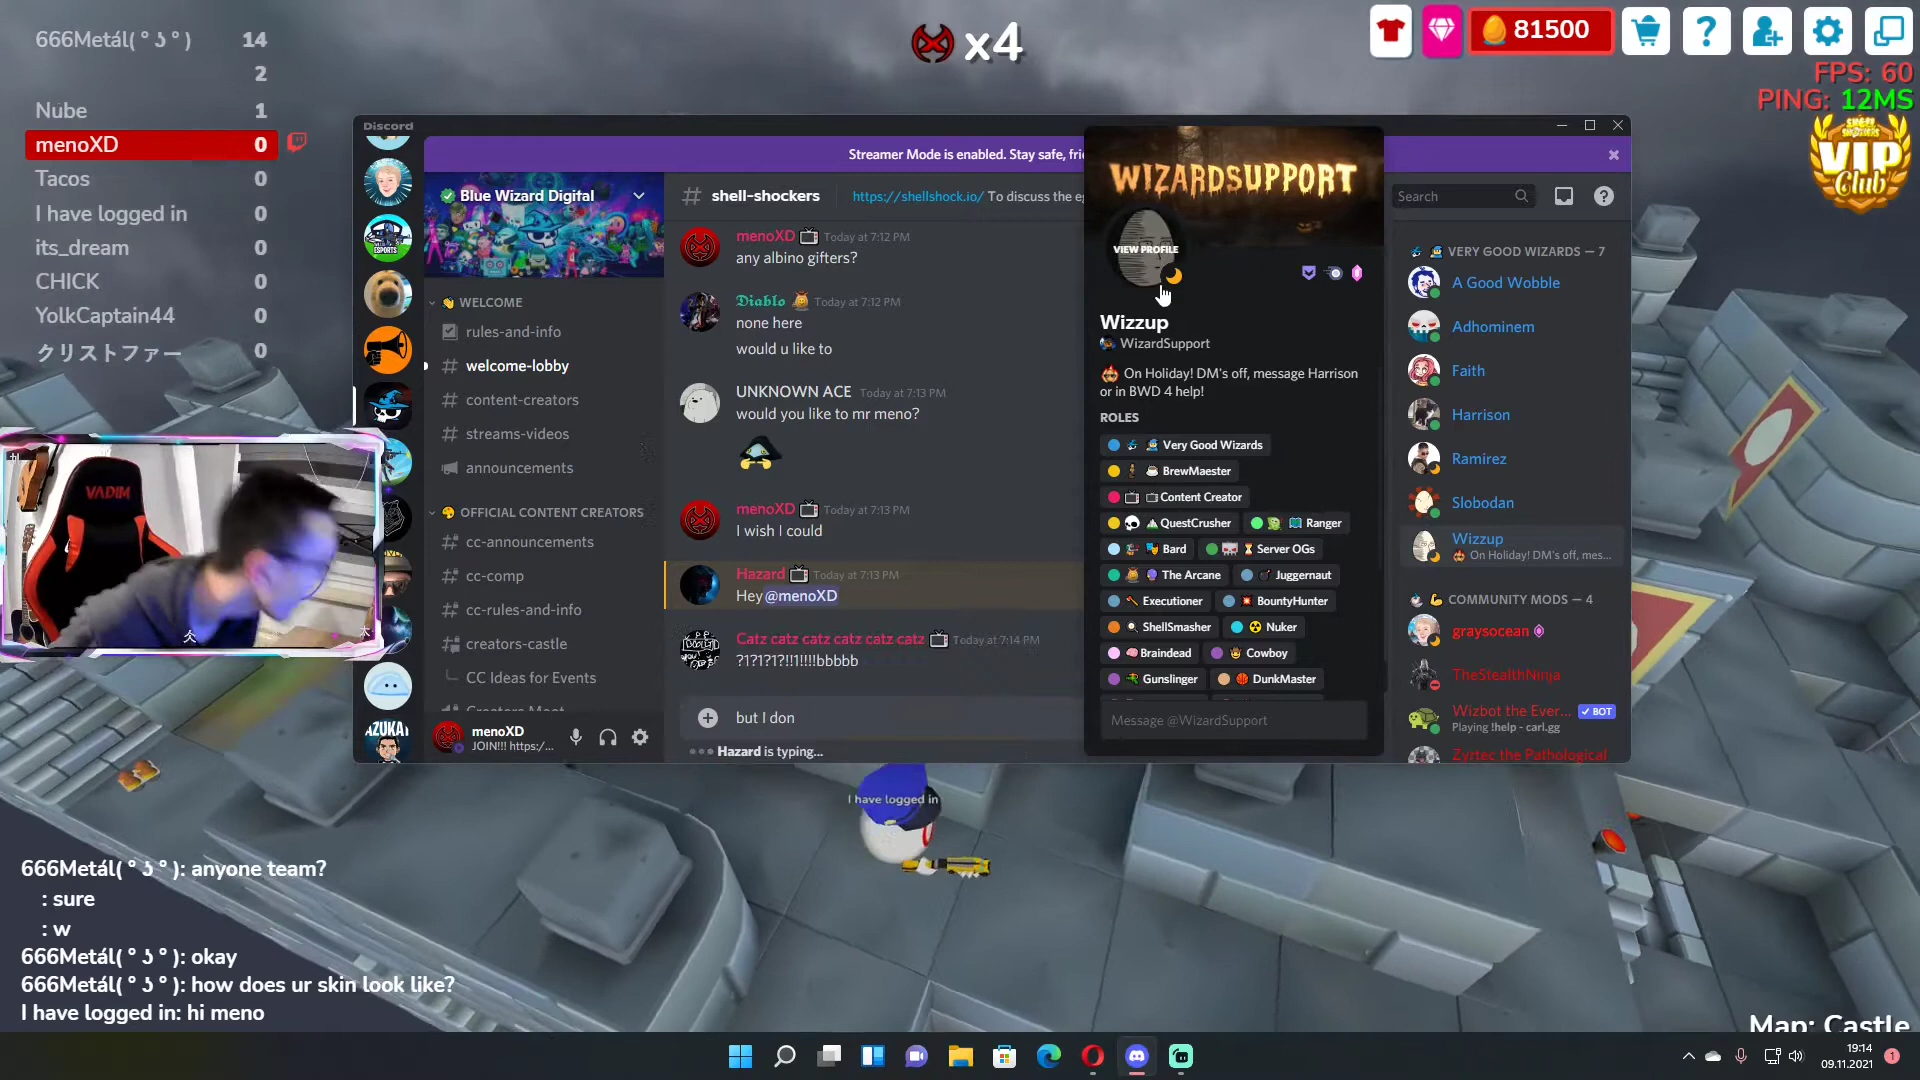 666Metál( ° ʖ ° ) 14
2
Nübe 1
menoXD 0
Tacos 0
I have logged in 0
its_dream 0
CHICK 0
YolkCaptain44 0
クリストファー 0
x4
81500
FPS: 60
PING: 12MS
VIP
Club
Discord
Streamer Mode is enabled. Stay safe, frie
Blue Wizard Digital
shell-shockers
https://shellshock.io/ To discuss the eg
Search
WELCOME
rules-and-info
welcome-lobby
content-creators
streams-videos
announcements
OFFICIAL CONTENT CREATORS
cc-announcements
cc-comp
cc-rules-and-info
creators-castle
CC Ideas for Events
menoXD
JOIN!!! https:/...
ESPORTS
AZUKAI
VADIM
menoXD Today at 7:12 PM
any albino gifters?
Diablo Today at 7:12 PM
none here
would u like to
UNKNOWN ACE Today at 7:13 PM
would you like to mr meno?
menoXD Today at 7:13 PM
I wish I could
Hazard Today at 7:13 PM
Hey @menoXD
Catz catz catz catz catz catz Today at 7:14 PM
?1?1?1?!!1!!!!bbbbb
but I don
Hazard is typing...
WIZARDSUPPORT
VIEW PROFILE
Wizzup
WizardSupport
On Holiday! DM's off, message Harrison
or in BWD 4 help!
ROLES
Very Good Wizards
BrewMaester
Content Creator
QuestCrusher Ranger
Bard Server OGs
The Arcane Juggernaut
Executioner BountyHunter
ShellSmasher Nuker
Braindead Cowboy
Gunslinger DunkMaster
Message @WizardSupport
VERY GOOD WIZARDS — 7
A Good Wobble
Adhominem
Faith
Harrison
Ramirez
Slobodan
Wizzup
On Holiday! DM's off, mes...
COMMUNITY MODS — 4
graysocean
TheStealthNinja
Wizbot the Ever... BOT
Playing !help - carl.gg
Zyrtec the Pathological
I have logged in
666Metál( ° ʖ ° ): anyone team?
: sure
: w
666Metál( ° ʖ ° ): okay
666Metál( ° ʖ ° ): how does ur skin look like?
I have logged in: hi meno
Map: Castle
19:14
09.11.2021
1